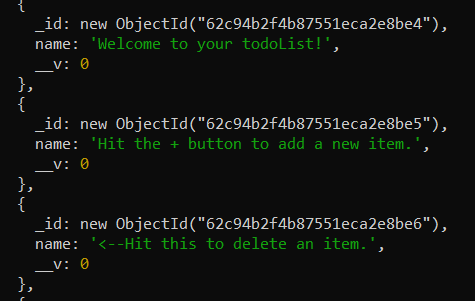 {
_id: new ObjectId("62c94b2f4b87551eca2e8be4"),
name: 'Welcome to your todoList!',
__v: 0
},
{
_id: new ObjectId("62c94b2f4b87551eca2e8be5"),
name: 'Hit the + button to add a new item.',
__v: 0
},
{
_id: new ObjectId("62c94b2f4b87551eca2e8be6"),
name: '<--Hit this to delete an item.',
__v: 0
},
{